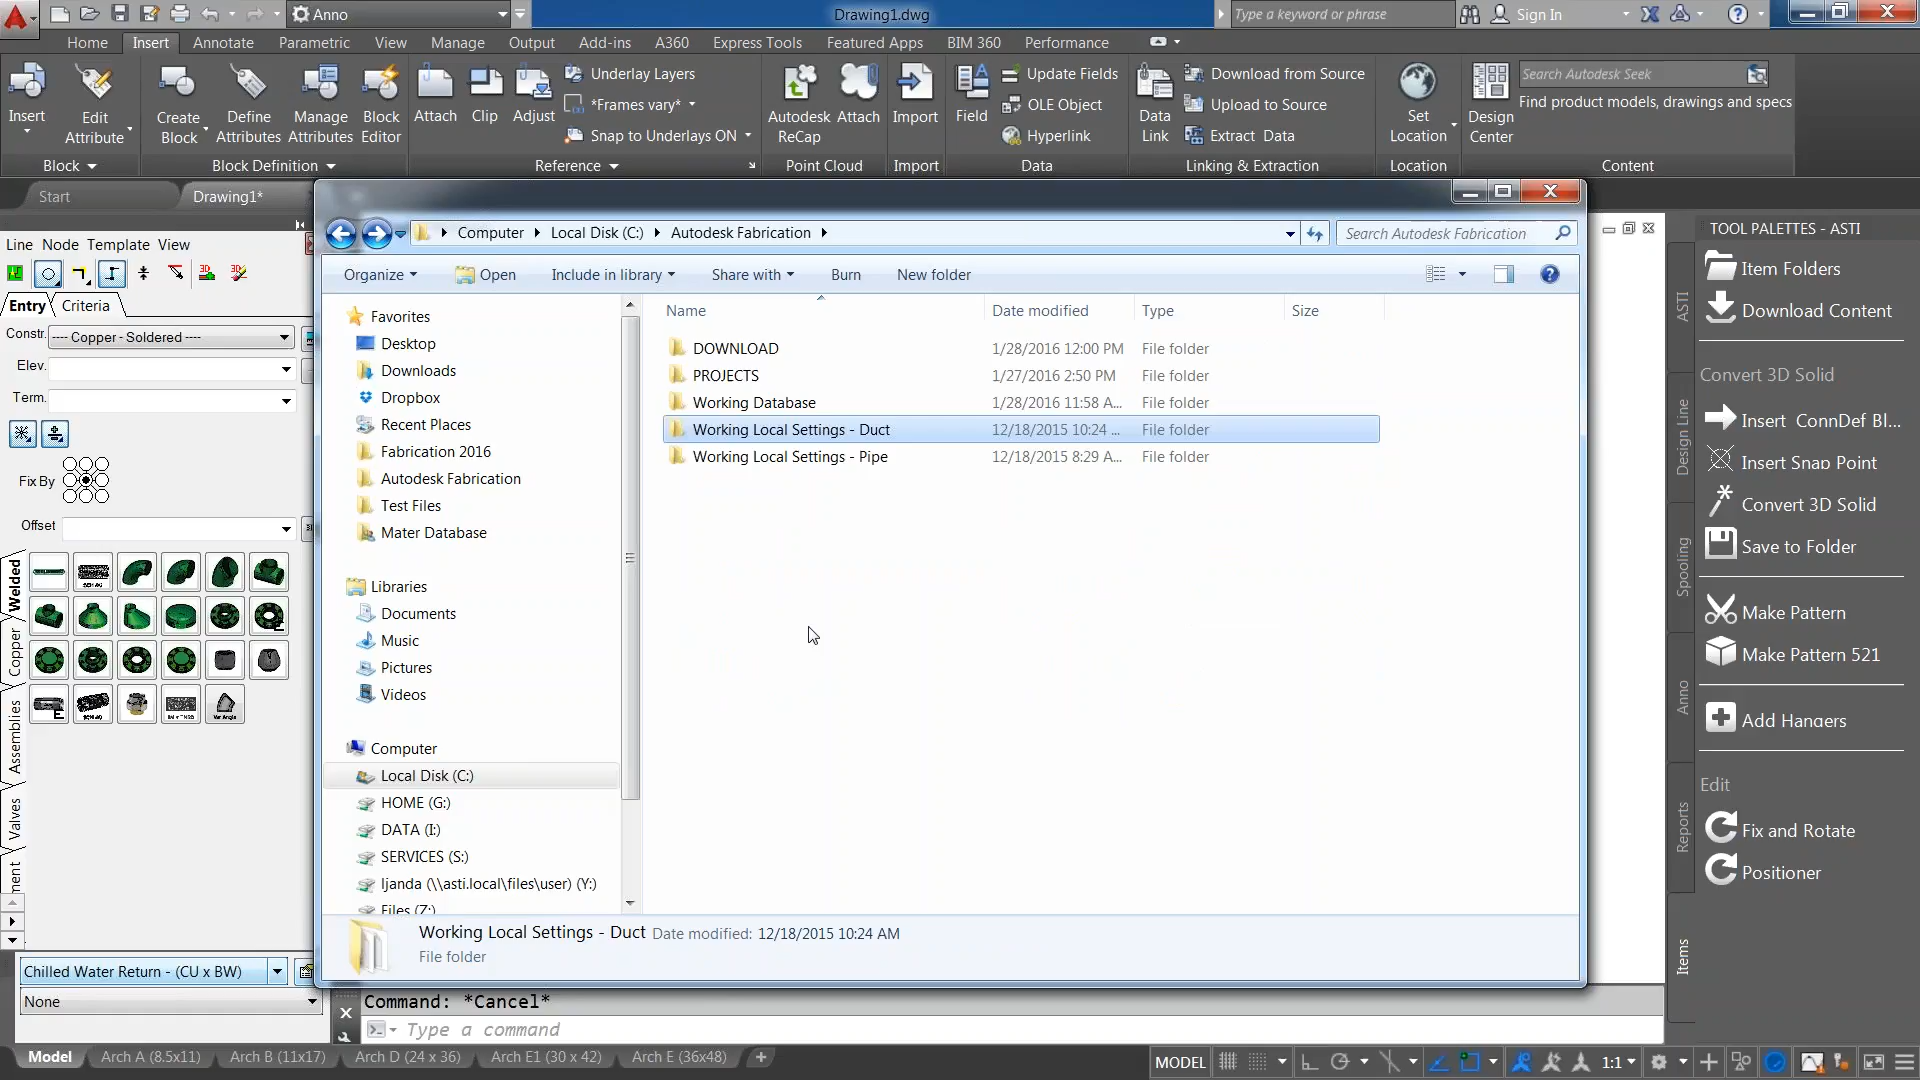 Anno
Drawing1.dwg
Type a keyword or phrase
Sign In
Home
Insert
Annotate
Parametric
View
Manage
Output
Add-ins
A360
Express Tools
Featured Apps
BIM 360
Performance
Insert
Edit
Attribute
Create
Block
Define
Attributes
Manage
Attributes
Block
Editor
Attach
Clip
Adjust
Underlay Layers
*Frames vary*
Snap to Underlays ON
Autodesk
ReCap
Attach
Import
Field
Update Fields
OLE Object
Hyperlink
Data
Link
Download from Source
Upload to Source
Extract Data
Set
Location
Design
Center
Search Autodesk Seek
Find product models, drawings and specs
Block
Block Definition
Reference
Point Cloud
Import
Data
Linking & Extraction
Location
Content
Start
Drawing1*
Line Node Template View
Entry
Criteria
Constr.
---- Copper - Soldered ----
Elev.
Term.
Fix By
Offset
Welded
Copper
Assemblies
Valves
ment
Chilled Water Return - (CU x BW)
None
Computer
Local Disk (C:)
Autodesk Fabrication
Search Autodesk Fabrication
Organize
Open
Include in library
Share with
Burn
New folder
Favorites
Desktop
Downloads
Dropbox
Recent Places
Fabrication 2016
Autodesk Fabrication
Test Files
Mater Database
Libraries
Documents
Music
Pictures
Videos
Computer
Local Disk (C:)
HOME (G:)
DATA (I:)
SERVICES (S:)
ljanda (\\asti.local\files\user) (Y:)
Files (Z:)
Name Date modified Type Size
DOWNLOAD 1/28/2016 12:00 PM File folder
PROJECTS 1/27/2016 2:50 PM File folder
Working Database 1/28/2016 11:58 A... File folder
Working Local Settings - Duct 12/18/2015 10:24 ... File folder
Working Local Settings - Pipe 12/18/2015 8:29 A... File folder
Working Local Settings - Duct Date modified: 12/18/2015 10:24 AM
File folder
TOOL PALETTES - ASTI
Item Folders
Download Content
Convert 3D Solid
Insert ConnDef Bl...
Insert Snap Point
Convert 3D Solid
Save to Folder
Make Pattern
Make Pattern 521
Add Hangers
Edit
Fix and Rotate
Positioner
ASTI
Design Line
Spooling
Anno
Reports
Items
Command: *Cancel*
Type a command
Model
Arch A (8.5x11)
Arch B (11x17)
Arch D (24 x 36)
Arch E1 (30 x 42)
Arch E (36x48)
MODEL
1:1